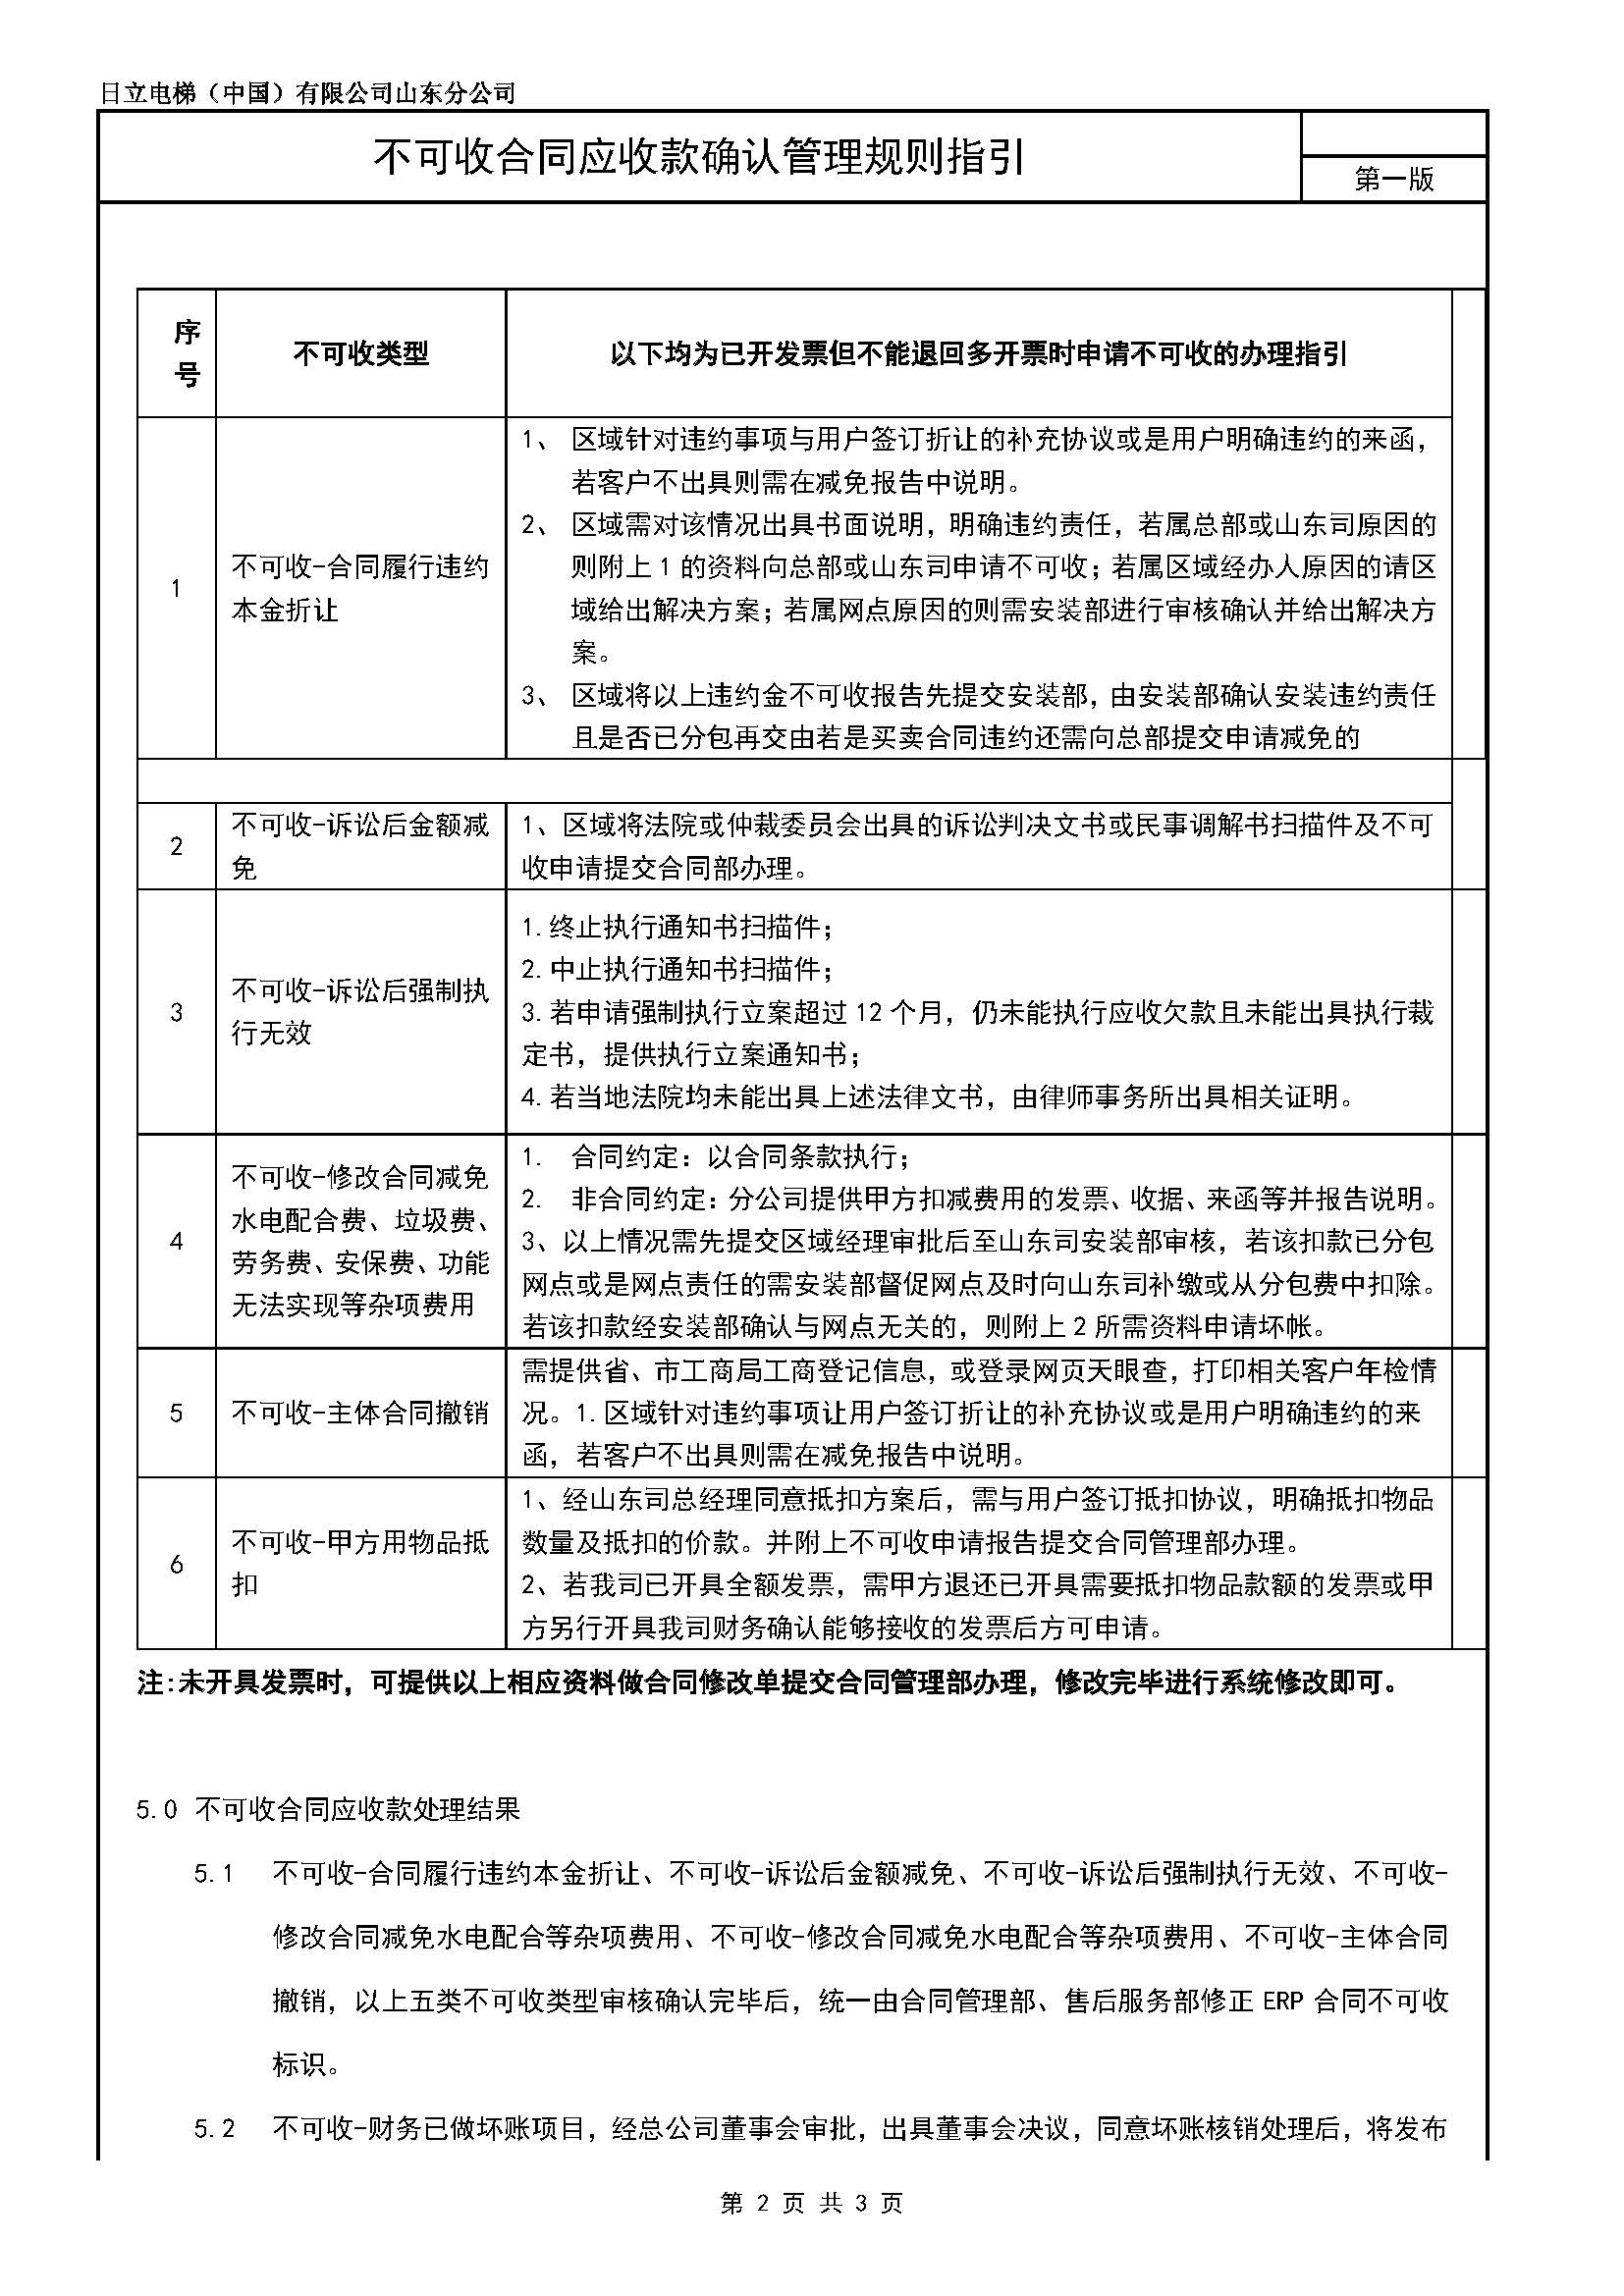 日立电梯（中国）有限公司山东分公司
不可收合同应收款确认管理规则指引
第一版
序
号
不可收类型
以下均为已开发票但不能退回多开票时申请不可收的办理指引
1
不可收-合同履行违约
本金折让
1、 区域针对违约事项与用户签订折让的补充协议或是用户明确违约的来函，
若客户不出具则需在减免报告中说明。
2、 区域需对该情况出具书面说明，明确违约责任，若属总部或山东司原因的
则附上 1 的资料向总部或山东司申请不可收；若属区域经办人原因的请区
域给出解决方案；若属网点原因的则需安装部进行审核确认并给出解决方
案。
3、 区域将以上违约金不可收报告先提交安装部，由安装部确认安装违约责任
且是否已分包再交由若是买卖合同违约还需向总部提交申请减免的
2
不可收-诉讼后金额减
免
1、区域将法院或仲裁委员会出具的诉讼判决文书或民事调解书扫描件及不可
收申请提交合同部办理。
3
不可收-诉讼后强制执
行无效
1.终止执行通知书扫描件；
2.中止执行通知书扫描件；
3.若申请强制执行立案超过 12 个月，仍未能执行应收欠款且未能出具执行裁
定书，提供执行立案通知书；
4.若当地法院均未能出具上述法律文书，由律师事务所出具相关证明。
4
不可收-修改合同减免
水电配合费、垃圾费、
劳务费、安保费、功能
无法实现等杂项费用
1. 合同约定：以合同条款执行；
2. 非合同约定：分公司提供甲方扣减费用的发票、收据、来函等并报告说明。
3、以上情况需先提交区域经理审批后至山东司安装部审核，若该扣款已分包
网点或是网点责任的需安装部督促网点及时向山东司补缴或从分包费中扣除。
若该扣款经安装部确认与网点无关的，则附上 2 所需资料申请坏帐。
5
不可收-主体合同撤销
需提供省、市工商局工商登记信息，或登录网页天眼查，打印相关客户年检情
况。1.区域针对违约事项让用户签订折让的补充协议或是用户明确违约的来
函，若客户不出具则需在减免报告中说明。
6
不可收-甲方用物品抵
扣
1、经山东司总经理同意抵扣方案后，需与用户签订抵扣协议，明确抵扣物品
数量及抵扣的价款。并附上不可收申请报告提交合同管理部办理。
2、若我司已开具全额发票，需甲方退还已开具需要抵扣物品款额的发票或甲
方另行开具我司财务确认能够接收的发票后方可申请。
注:未开具发票时，可提供以上相应资料做合同修改单提交合同管理部办理，修改完毕进行系统修改即可。
5.0 不可收合同应收款处理结果
5.1 不可收-合同履行违约本金折让、不可收-诉讼后金额减免、不可收-诉讼后强制执行无效、不可收-
修改合同减免水电配合等杂项费用、不可收-修改合同减免水电配合等杂项费用、不可收-主体合同
撤销，以上五类不可收类型审核确认完毕后，统一由合同管理部、售后服务部修正 ERP 合同不可收
标识。
5.2 不可收-财务已做坏账项目，经总公司董事会审批，出具董事会决议，同意坏账核销处理后，将发布
第 2 页 共 3 页